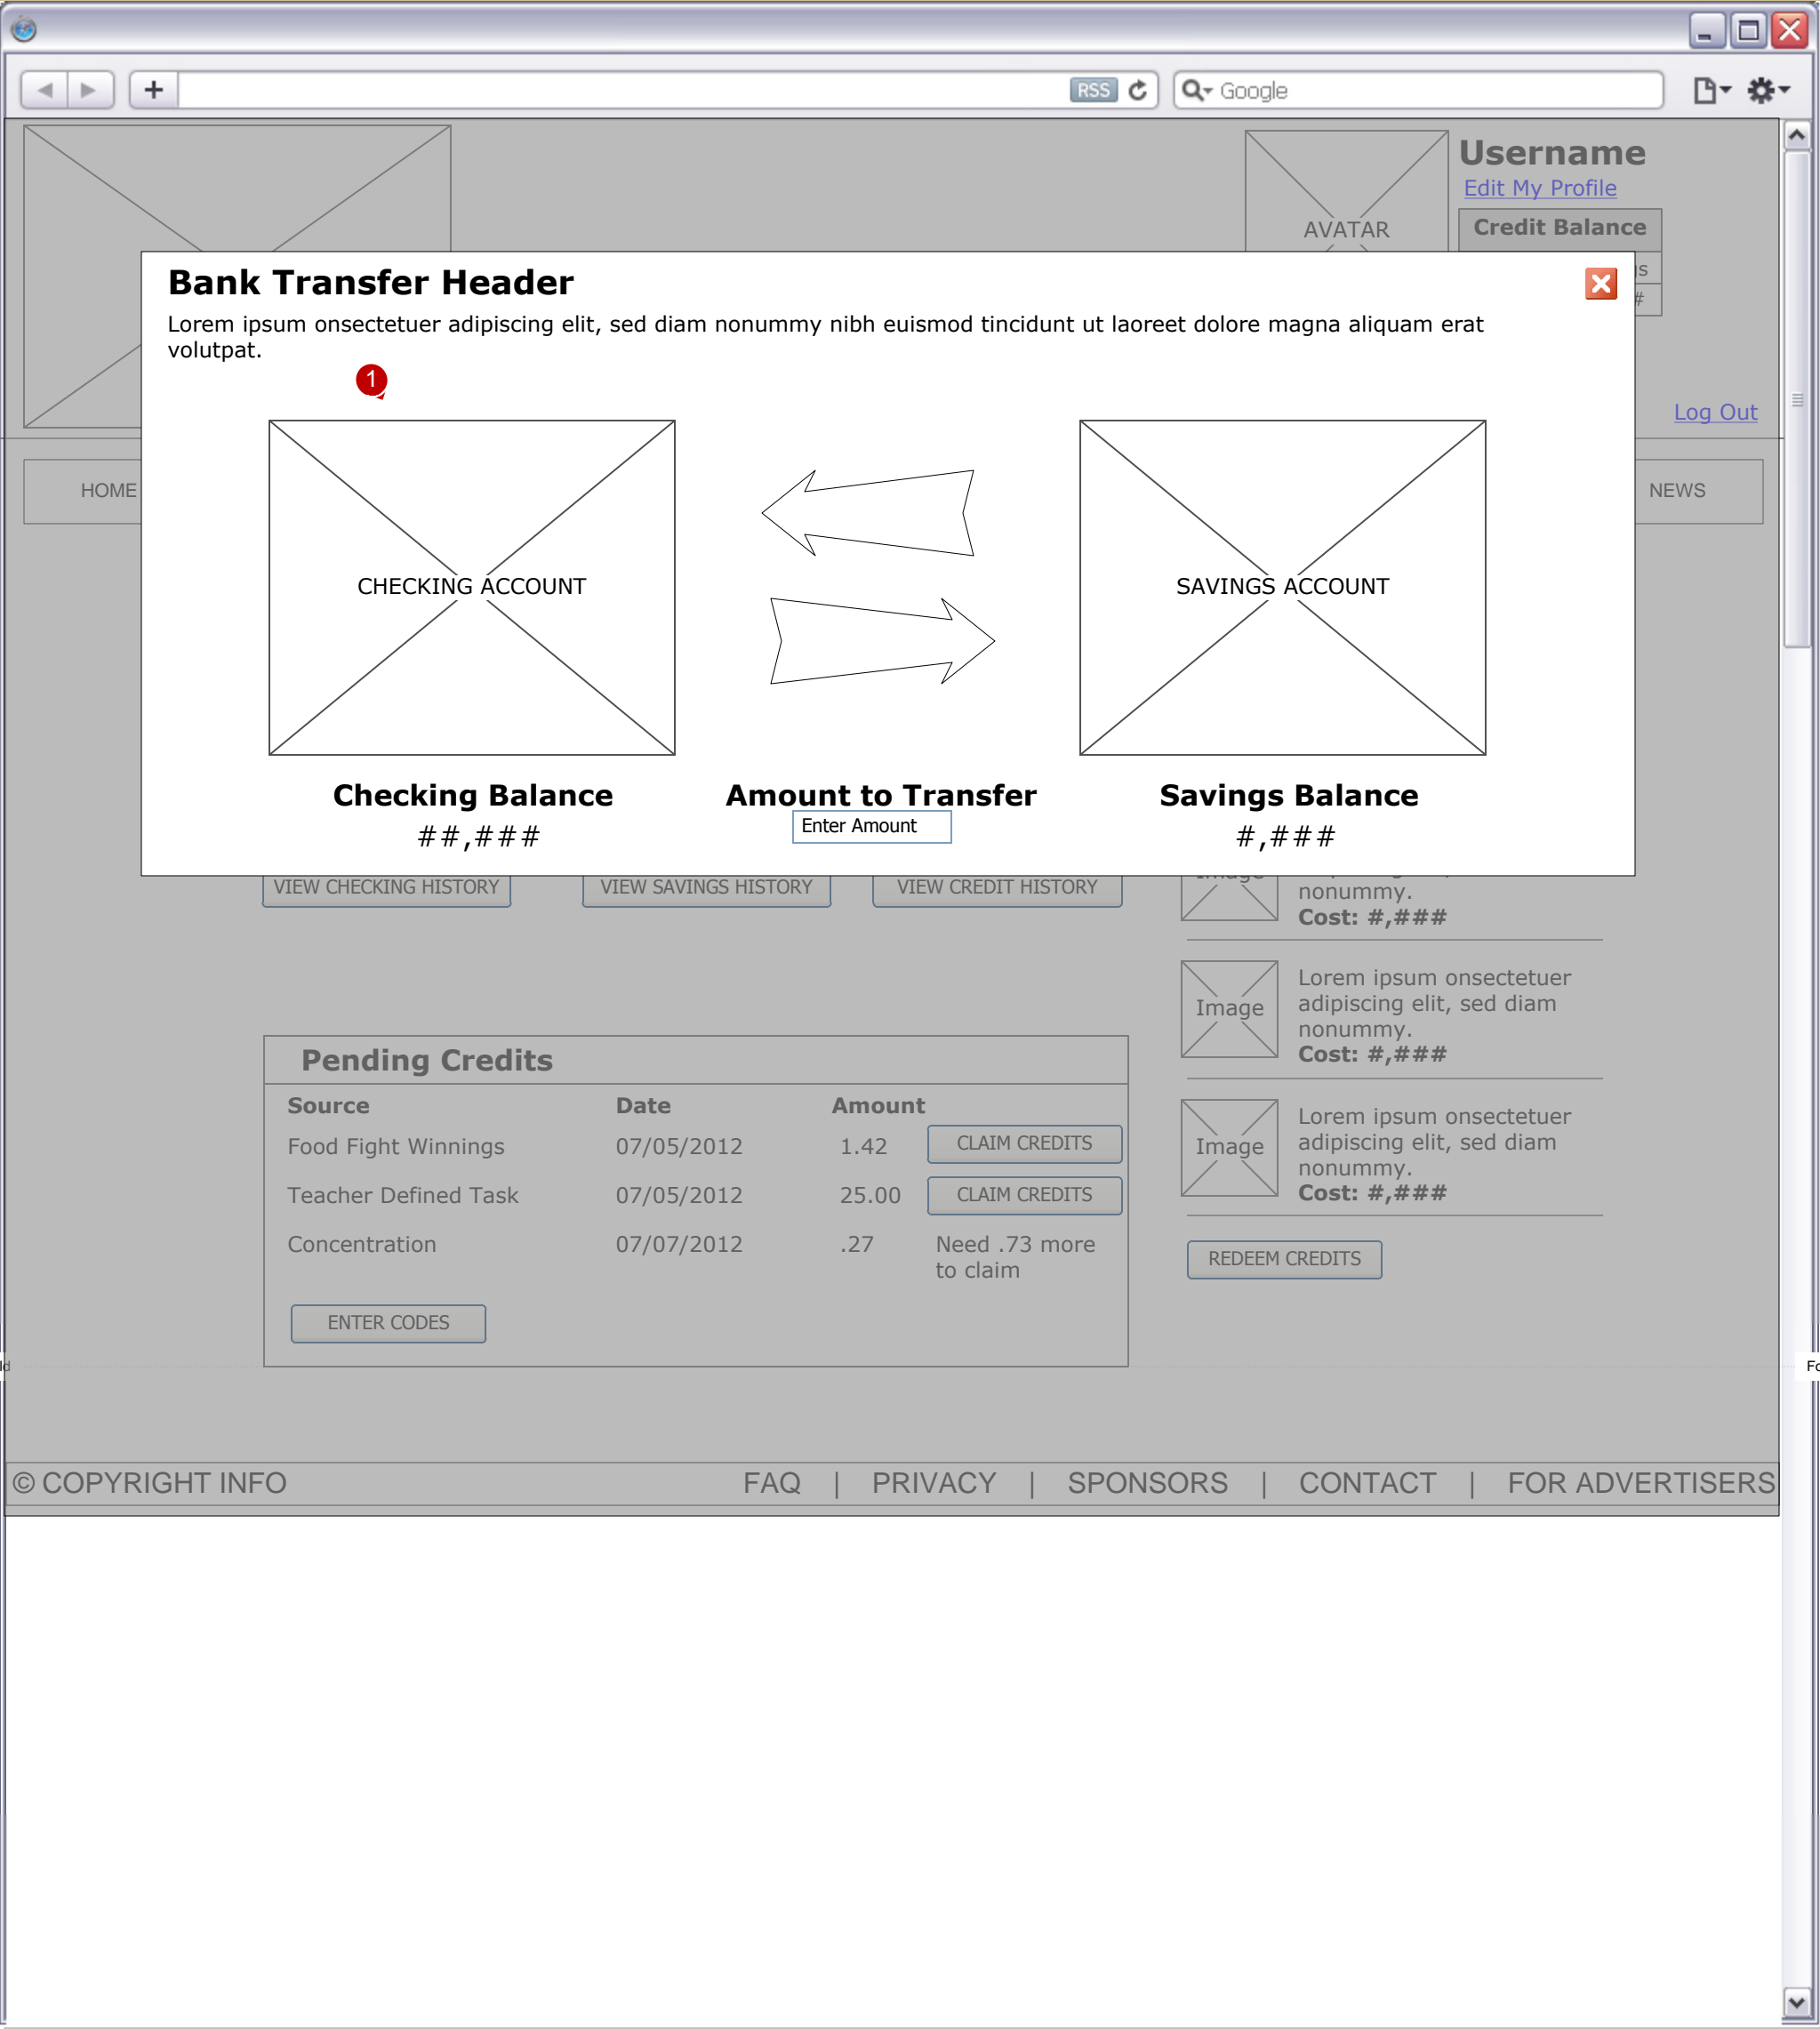 RSS
Google
Username
Edit My Profile
AVATAR
Credit Balance
#
Bank Transfer Header
Lorem ipsum onsectetuer adipiscing elit, sed diam nonummy nibh euismod tincidunt ut laoreet dolore magna aliquam erat
volutpat.
1
Log Out
HOME
NEWS
CHECKING ACCOUNT
SAVINGS ACCOUNT
Checking Balance
Amount to Transfer
Savings Balance
##,###
Enter Amount
#,###
VIEW CHECKING HISTORY
VIEW SAVINGS HISTORY
VIEW CREDIT HISTORY
nonummy.
Cost: #,###
Image
Lorem ipsum onsectetuer
adipiscing elit, sed diam
nonummy.
Cost: #,###
Pending Credits
Source Date Amount
Food Fight Winnings 07/05/2012 1.42 CLAIM CREDITS
Teacher Defined Task 07/05/2012 25.00 CLAIM CREDITS
Concentration 07/07/2012 .27 Need .73 more
to claim
ENTER CODES
Image
Lorem ipsum onsectetuer
adipiscing elit, sed diam
nonummy.
Cost: #,###
REDEEM CREDITS
© COPYRIGHT INFO
FAQ | PRIVACY | SPONSORS | CONTACT | FOR ADVERTISERS